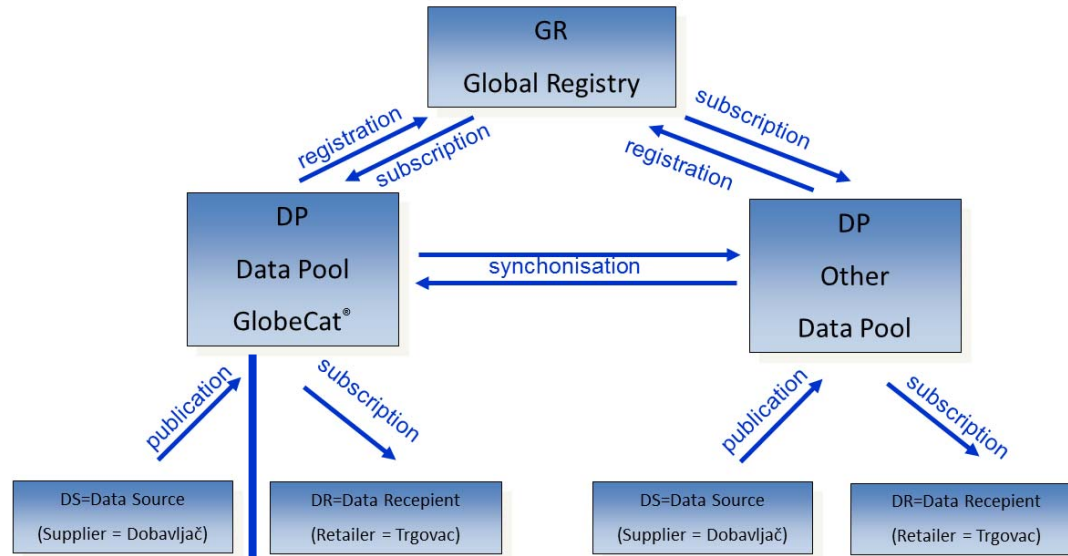 GR
Global Registry
registration
subscription
subscription
registration
DP
Data Pool
GlobeCat®
synchonisation
DP
Other
Data Pool
publication
subscription
publication
subscription
DS=Data Source
(Supplier = Dobavljač)
DR=Data Recepient
(Retailer = Trgovac)
DS=Data Source
(Supplier = Dobavljač)
DR=Data Recepient
(Retailer = Trgovac)